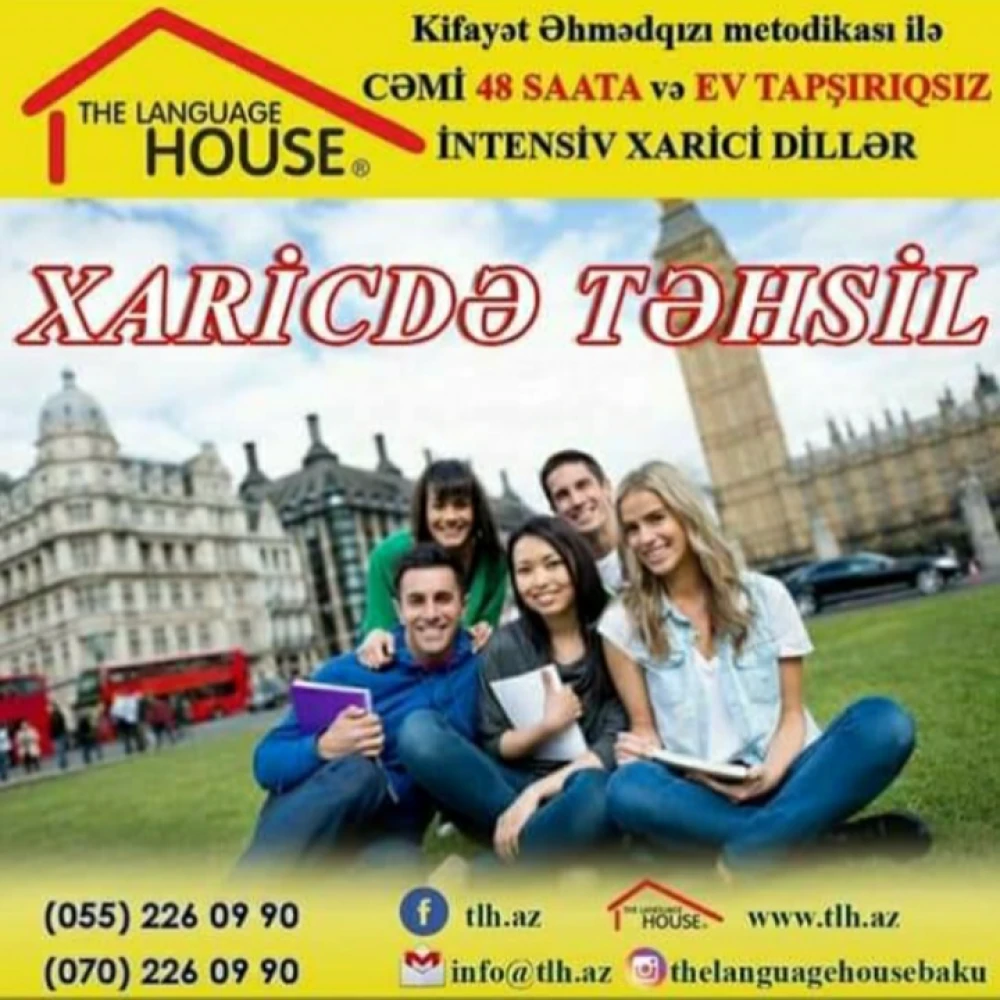 THE LANGUAGE
HOUSE®
Kifayət Əhmədqızı metodikası ilə
CƏMİ 48 SAATA və EV TAPŞIRIQSIZ
İNTENSİV XARİCİ DİLLƏR
XARİCDƏ TƏHSİL
(055) 226 09 90
(070) 226 09 90
f tlh.az
THE LANGUAGE
HOUSE®
www.tlh.az
info@tlh.az
thelanguagehousebaku